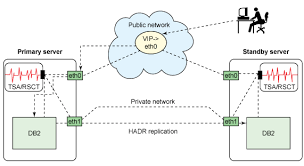 Public network
VIP->
eth0
Primary server
Standby server
eth0
eth0
TSA/RSCT
TSA/RSCT
Private network
eth1
eth1
DB2
DB2
HADR replication